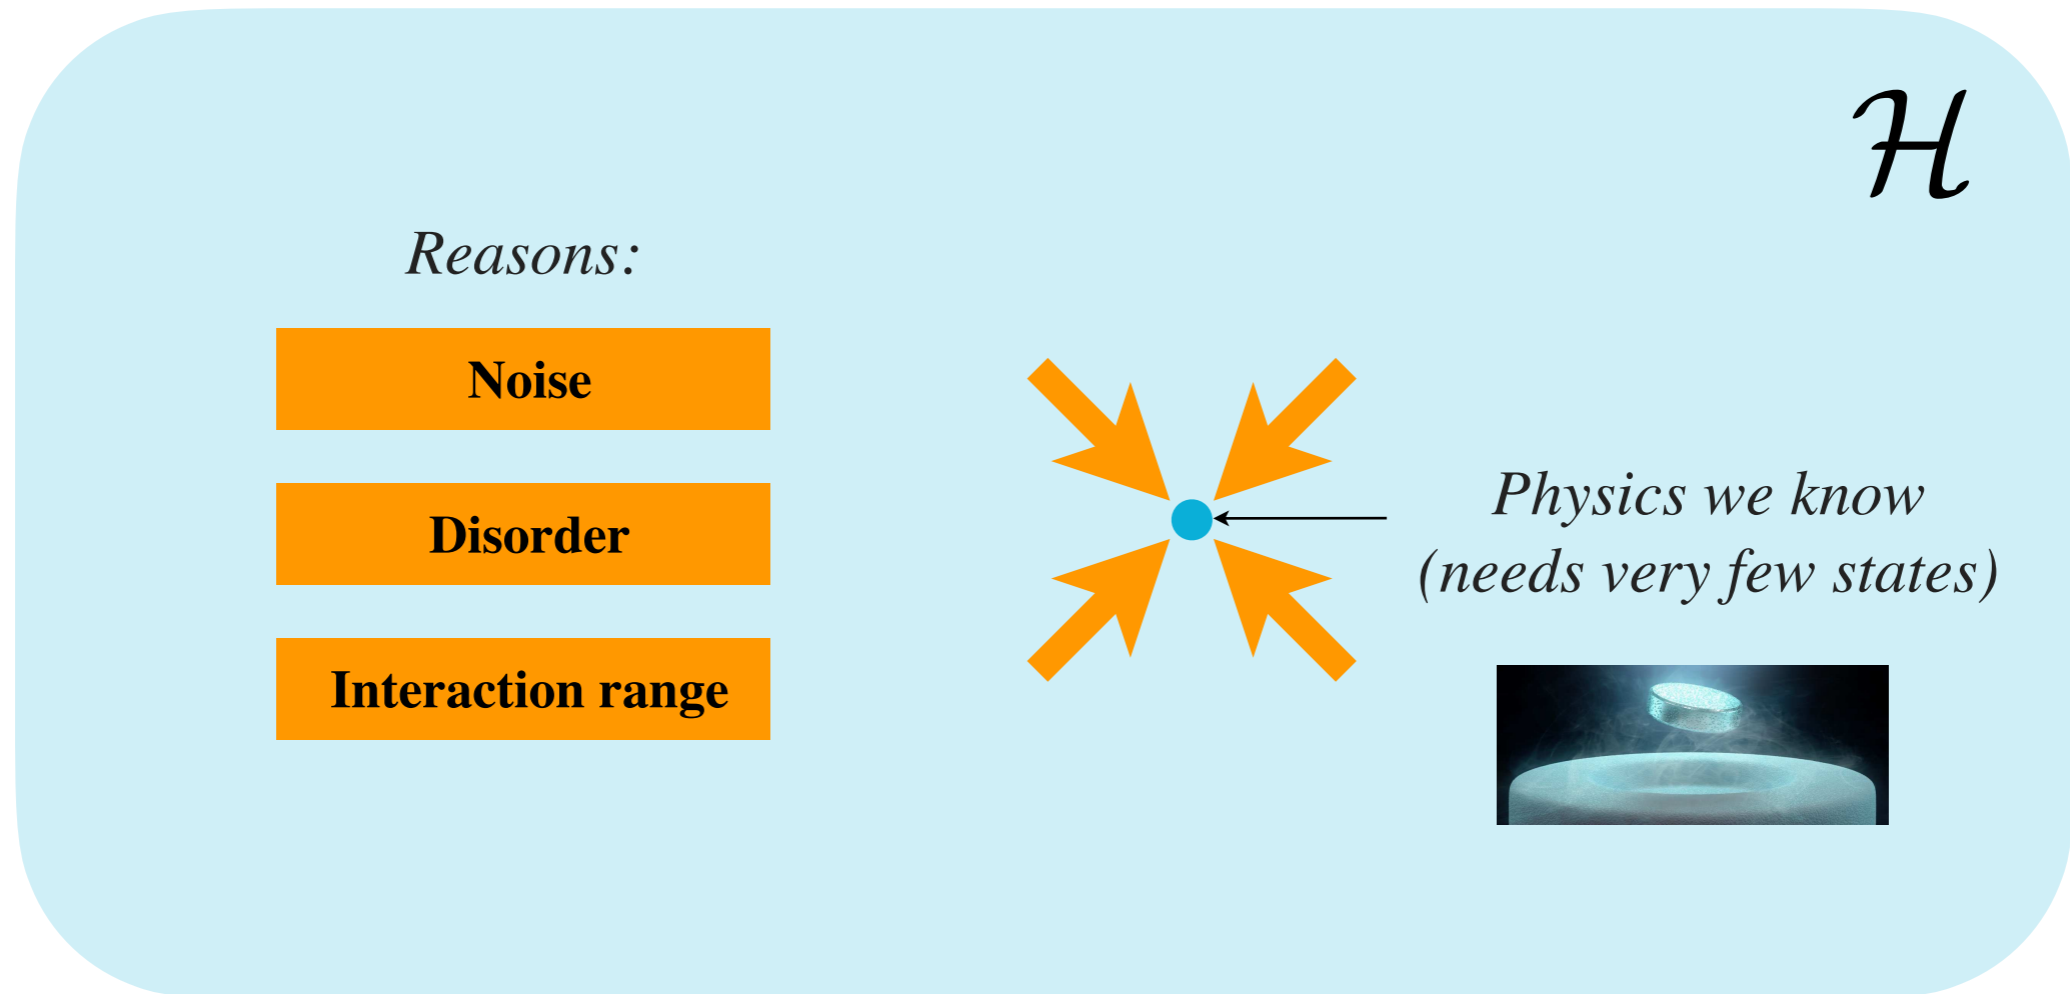 ℋ
Reasons:
Noise
Disorder
Interaction range
Physics we know
(needs very few states)